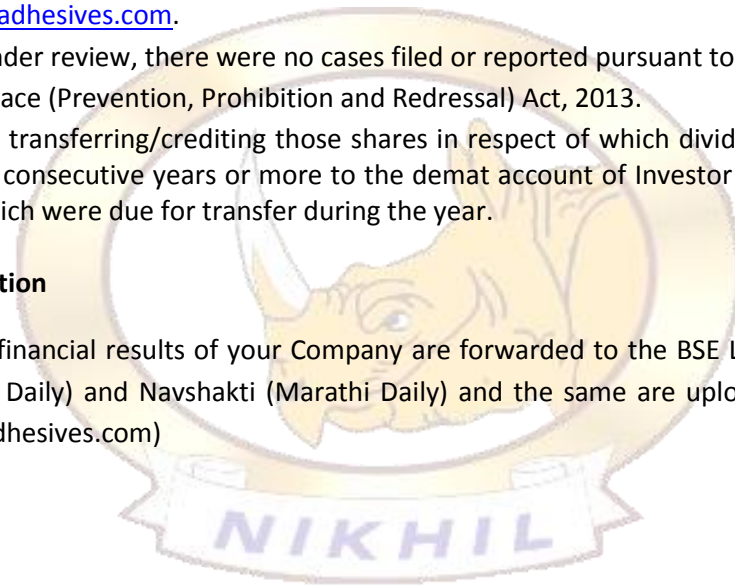 adhesives.com.
nder review, there were no cases filed or reported pursuant to
ace (Prevention, Prohibition and Redressal) Act, 2013.
transferring/crediting those shares in respect of which divid
consecutive years or more to the demat account of Investor
ich were due for transfer during the year.
tion
financial results of your Company are forwarded to the BSE L
Daily) and Navshakti (Marathi Daily) and the same are uplo
dhesives.com)
NIKHIL